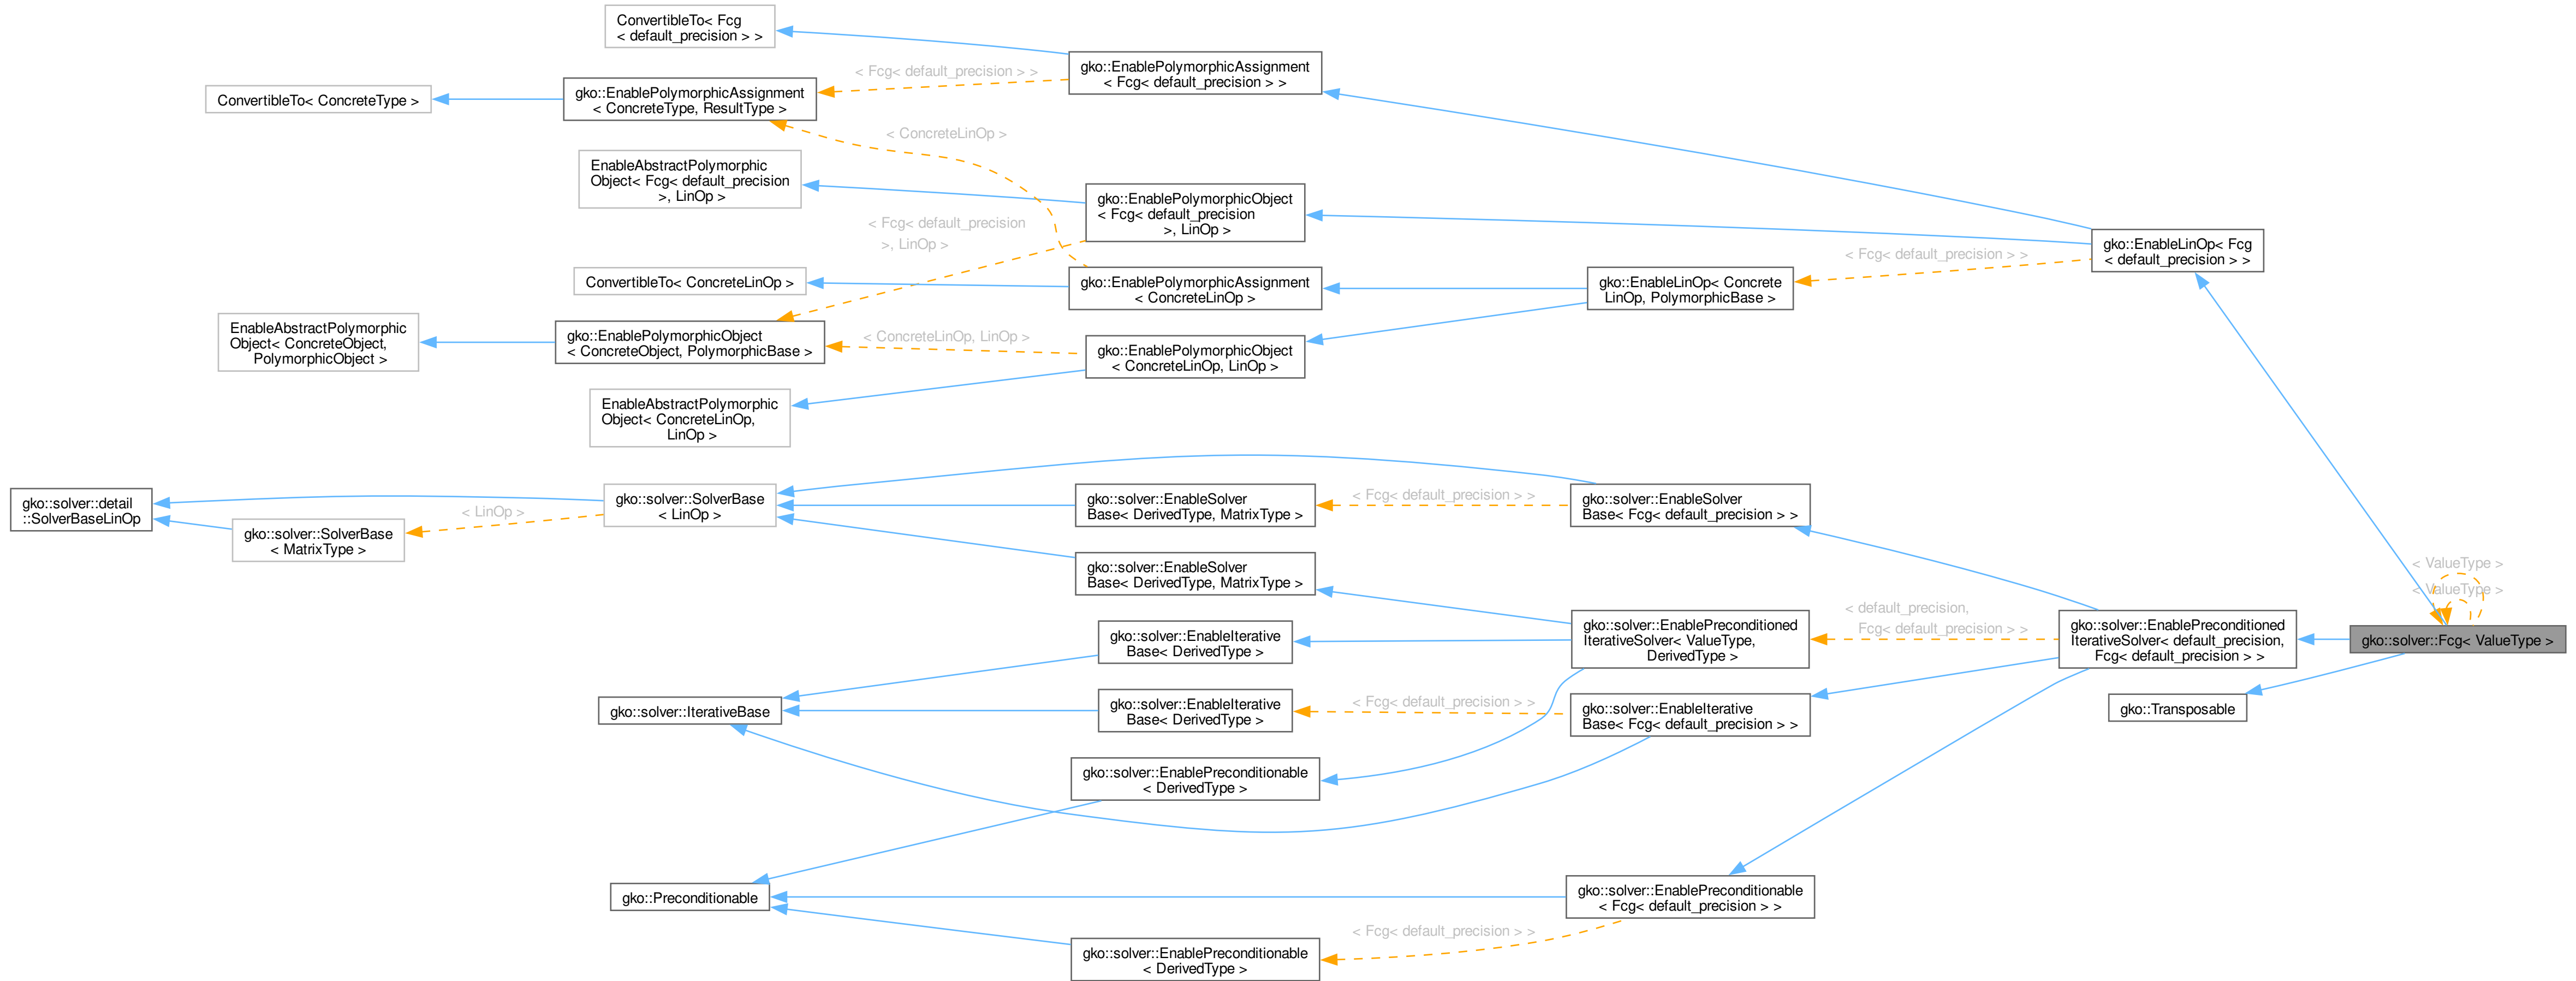 ConvertibleTo< Fcg
< default_precision > >
gko::EnablePolymorphicAssignment
< Fcg< default_precision > >
< Fcg< default_precision > >
ConvertibleTo< ConcreteType >
gko::EnablePolymorphicAssignment
< ConcreteType, ResultType >
< ConcreteLinOp >
EnableAbstractPolymorphic
Object< Fcg< default_precision
>, LinOp >
gko::EnablePolymorphicObject
< Fcg< default_precision
>, LinOp >
< Fcg< default_precision
>, LinOp >
gko::EnableLinOp< Fcg
< default_precision > >
< Fcg< default_precision > >
ConvertibleTo< ConcreteLinOp >
gko::EnablePolymorphicAssignment
< ConcreteLinOp >
gko::EnableLinOp< Concrete
LinOp, PolymorphicBase >
EnableAbstractPolymorphic
Object< ConcreteObject,
PolymorphicObject >
gko::EnablePolymorphicObject
< ConcreteObject, PolymorphicBase >
< ConcreteLinOp, LinOp >
gko::EnablePolymorphicObject
< ConcreteLinOp, LinOp >
EnableAbstractPolymorphic
Object< ConcreteLinOp,
LinOp >
gko::solver::detail
::SolverBaseLinOp
< LinOp >
gko::solver::SolverBase
< LinOp >
gko::solver::SolverBase
< MatrixType >
gko::solver::EnableSolver
Base< DerivedType, MatrixType >
< Fcg< default_precision > >
gko::solver::EnableSolver
Base< Fcg< default_precision > >
gko::solver::EnableSolver
Base< DerivedType, MatrixType >
< ValueType >
< ValueType >
gko::solver::EnableIterative
Base< DerivedType >
gko::solver::EnablePreconditioned
IterativeSolver< ValueType,
DerivedType >
< default_precision,
Fcg< default_precision > >
gko::solver::EnablePreconditioned
IterativeSolver< default_precision,
Fcg< default_precision > >
gko::solver::Fcg< ValueType >
gko::solver::IterativeBase
gko::solver::EnableIterative
Base< DerivedType >
< Fcg< default_precision > >
gko::solver::EnableIterative
Base< Fcg< default_precision > >
gko::Transposable
gko::solver::EnablePreconditionable
< DerivedType >
gko::Preconditionable
gko::solver::EnablePreconditionable
< Fcg< default_precision > >
< Fcg< default_precision > >
gko::solver::EnablePreconditionable
< DerivedType >